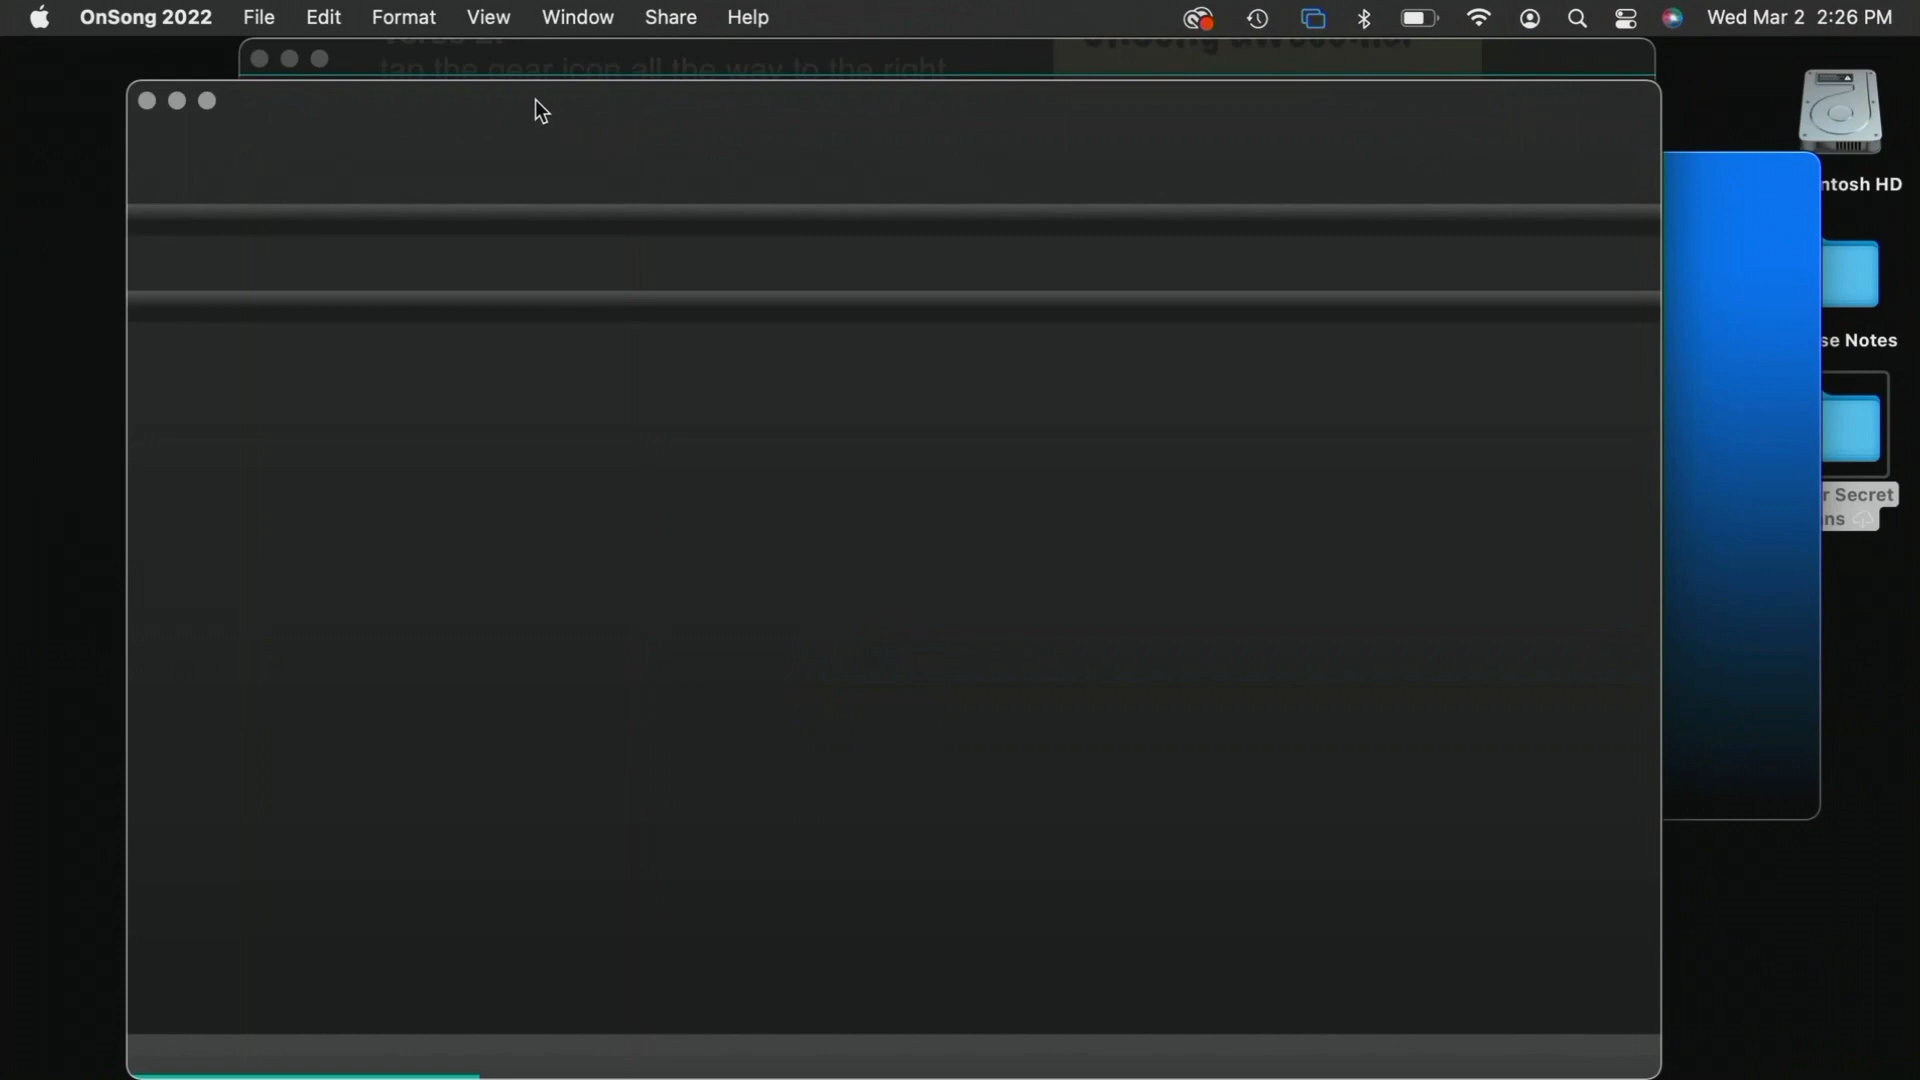 OnSong 2022 File Edit Format View Window Share Help Wed Mar 2 2:26 PM
tap the gear icon all the way to the right
ntosh HD
se Notes
r Secret
ns